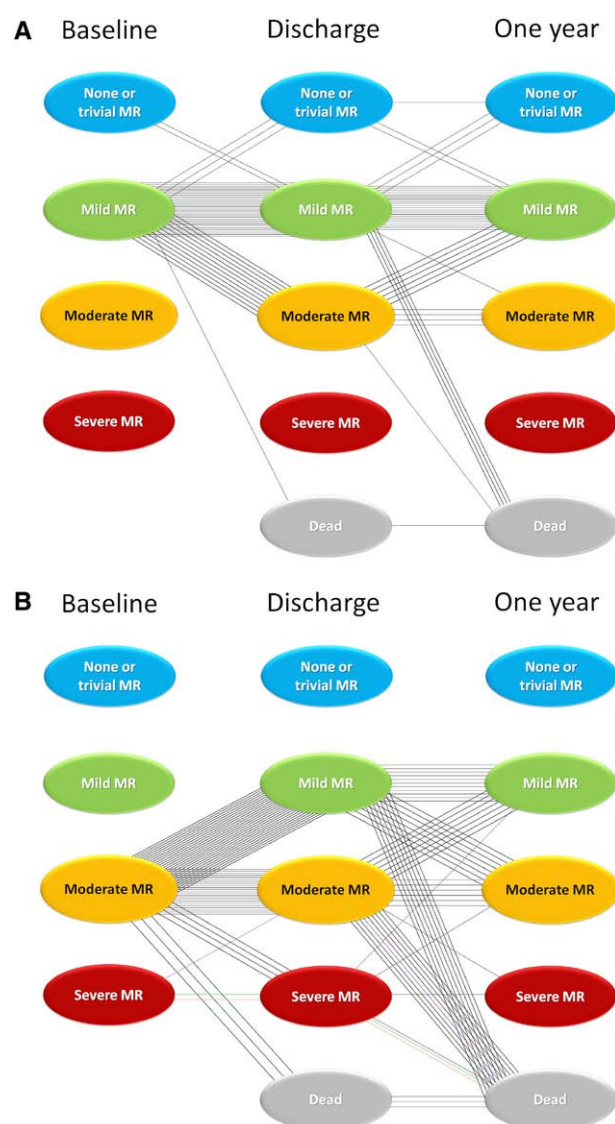 A
Baseline Discharge One year
None or None or None or
trivial MR trivial MR trivial MR
Mild MR Mild MR Mild MR
Moderate MR Moderate MR Moderate MR
Severe MR Severe MR Severe MR
Dead Dead
B
Baseline Discharge One year
None or None or None or
trivial MR trivial MR trivial MR
Mild MR Mild MR Mild MR
Moderate MR Moderate MR Moderate MR
Severe MR Severe MR Severe MR
Dead Dead